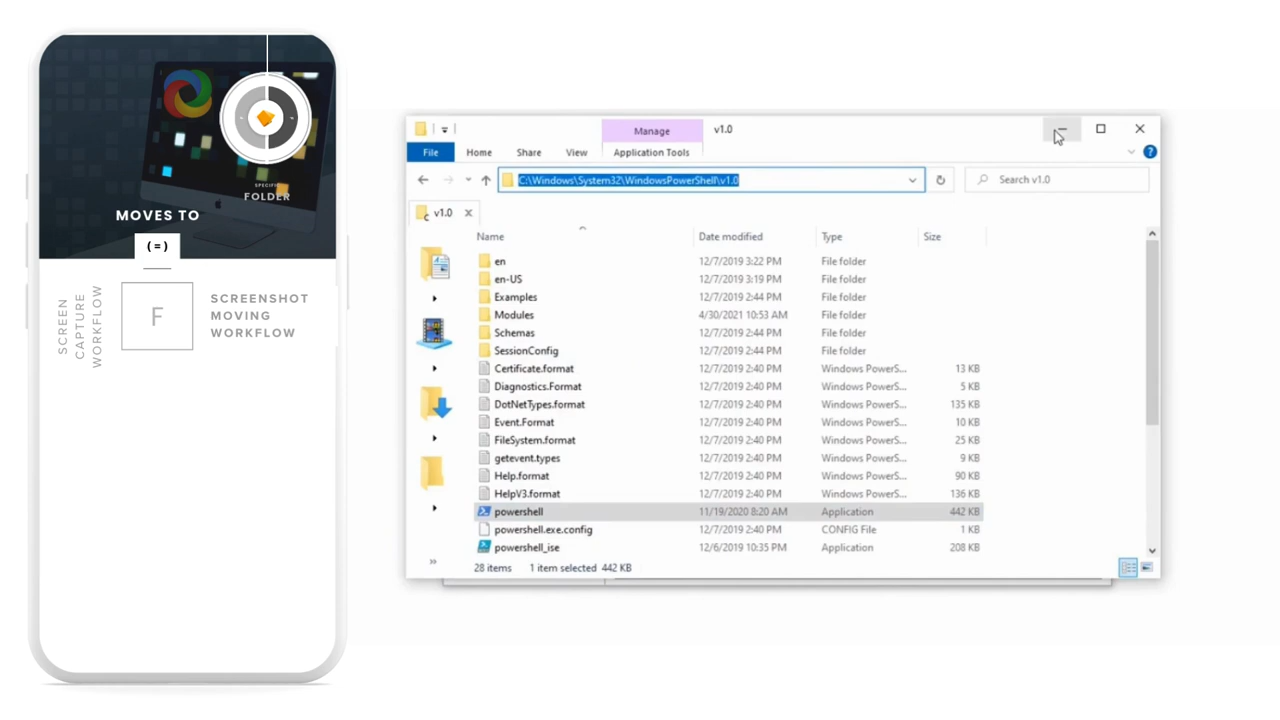 SPECIFIC
FOLDER
MOVES TO
(=)
SCREEN
CAPTURE
WORKFLOW
F
SCREENSHOT
MOVING
WORKFLOW
Manage
v1.0
File
Home
Share
View
Application Tools
C:\Windows\System32\WindowsPowerShell\v1.0
Search v1.0
v1.0
Name Date modified Type Size
en 12/7/2019 3:22 PM File folder
en-US 12/7/2019 3:19 PM File folder
Examples 12/7/2019 2:44 PM File folder
Modules 4/30/2021 10:53 AM File folder
Schemas 12/7/2019 2:44 PM File folder
SessionConfig 12/7/2019 2:44 PM File folder
Certificate.format 12/7/2019 2:40 PM Windows PowerS... 13 KB
Diagnostics.Format 12/7/2019 2:40 PM Windows PowerS... 5 KB
DotNetTypes.format 12/7/2019 2:40 PM Windows PowerS... 135 KB
Event.Format 12/7/2019 2:40 PM Windows PowerS... 10 KB
FileSystem.format 12/7/2019 2:40 PM Windows PowerS... 25 KB
getevent.types 12/7/2019 2:40 PM Windows PowerS... 9 KB
Help.format 12/7/2019 2:40 PM Windows PowerS... 90 KB
HelpV3.format 12/7/2019 2:40 PM Windows PowerS... 136 KB
powershell 11/19/2020 8:20 AM Application 442 KB
powershell.exe.config 12/7/2019 2:40 PM CONFIG File 1 KB
powershell_ise 12/6/2019 10:35 PM Application 208 KB
28 items 1 item selected 442 KB